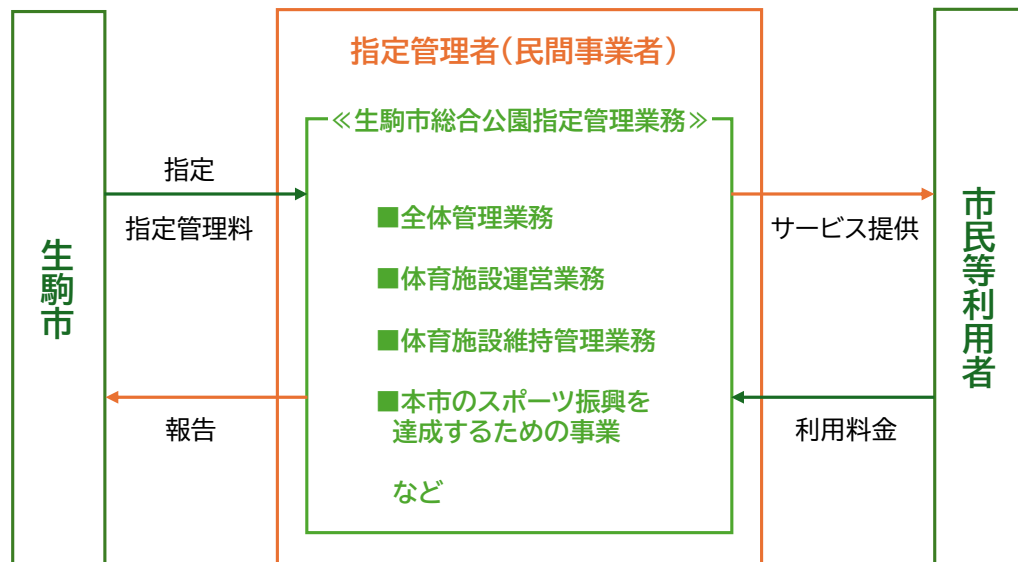 指定管理者（民間事業者）
≪生駒市総合公園指定管理業務≫
生駒市
指定
指定管理料
報告
■全体管理業務
■体育施設運営業務
■体育施設維持管理業務
■本市のスポーツ振興を
達成するための事業
など
サービス提供
利用料金
市民等利用者